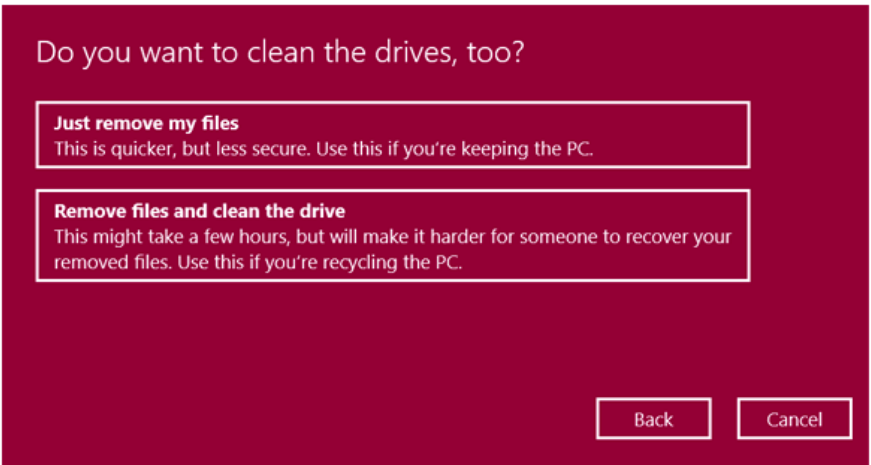 Do you want to clean the drives, too?
Just remove my files
This is quicker, but less secure. Use this if you're keeping the PC.
Remove files and clean the drive
This might take a few hours, but will make it harder for someone to recover your
removed files. Use this if you're recycling the PC.
Back
Cancel